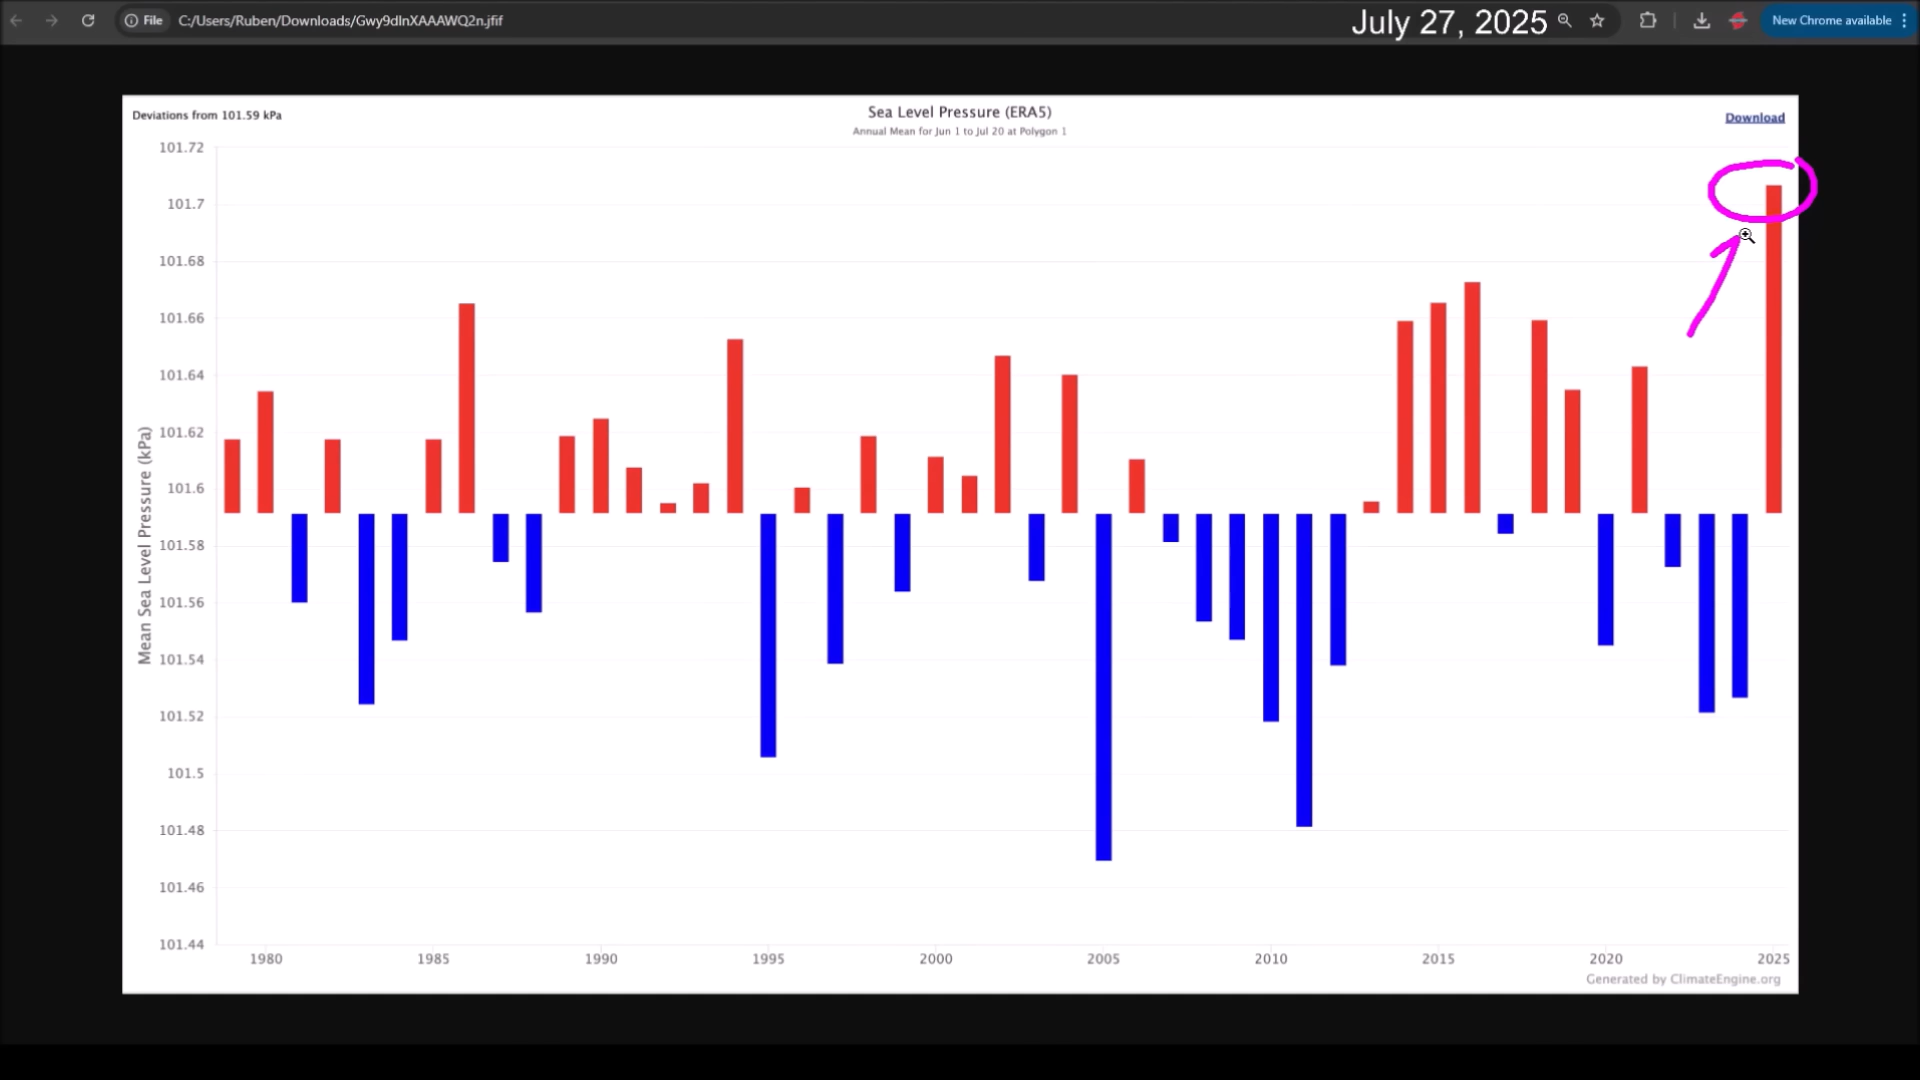 File
C:/Users/Ruben/Downloads/Gwy9dlnXAAAWQ2n.jfif
July 27, 2025
New Chrome available
Deviations from 101.59 kPa
Sea Level Pressure (ERA5)
Annual Mean for Jun 1 to Jul 20 at Polygon 1
Download
Mean Sea Level Pressure (kPa)
101.72
101.7
101.68
101.66
101.64
101.62
101.6
101.58
101.56
101.54
101.52
101.5
101.48
101.46
101.44
1980 1985 1990 1995 2000 2005 2010 2015 2020 2025
Generated by ClimateEngine.org